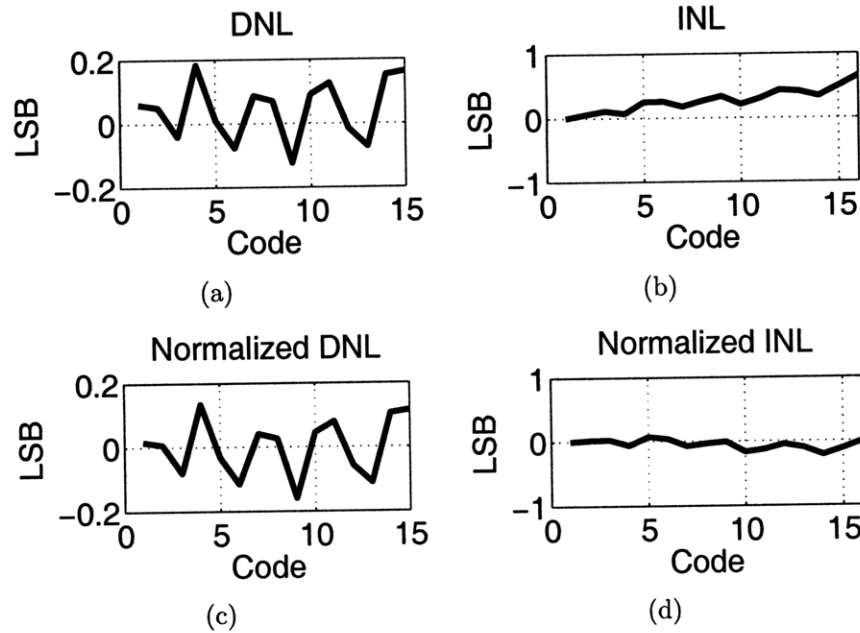 DNL
0.2
0
−0.2
LSB
0 5 10 15
Code
(a)
INL
1
0
−1
LSB
0 5 10 15
Code
(b)
Normalized DNL
0.2
0
−0.2
LSB
0 5 10 15
Code
(c)
Normalized INL
1
0
−1
LSB
0 5 10 15
Code
(d)